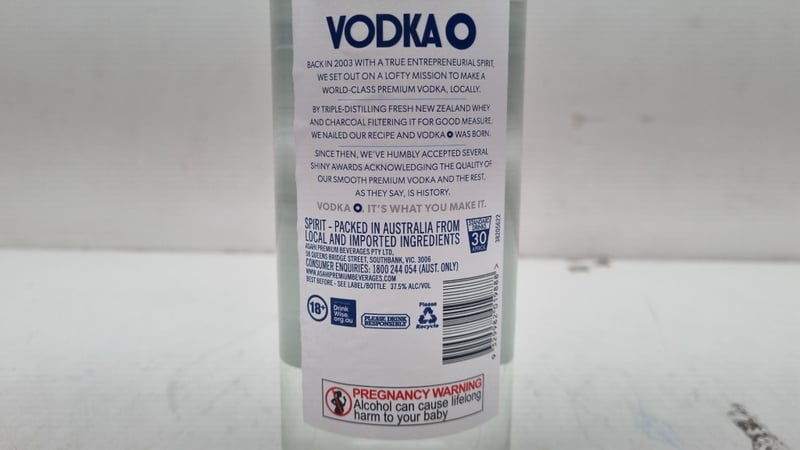 VODKA O
BACK IN 2003 WITH A TRUE ENTREPRENEURIAL SPIRIT,
WE SET OUT ON A LOFTY MISSION TO MAKE A
WORLD-CLASS PREMIUM VODKA, LOCALLY.
BY TRIPLE-DISTILLING FRESH NEW ZEALAND WHEY
AND CHARCOAL FILTERING IT FOR GOOD MEASURE,
WE NAILED OUR RECIPE AND VODKA O WAS BORN.
SINCE THEN, WE'VE HUMBLY ACCEPTED SEVERAL
SHINY AWARDS ACKNOWLEDGING THE QUALITY OF
OUR SMOOTH PREMIUM VODKA AND THE REST,
AS THEY SAY, IS HISTORY.
VODKA O. IT'S WHAT YOU MAKE IT.
SPIRIT - PACKED IN AUSTRALIA FROM
LOCAL AND IMPORTED INGREDIENTS
ASAHI PREMIUM BEVERAGES PTY LTD,
58 QUEENS BRIDGE STREET, SOUTHBANK, VIC. 3006
CONSUMER ENQUIRIES: 1800 244 054 (AUST. ONLY)
WWW.ASAHIPREMIUMBEVERAGES.COM
BEST BEFORE - SEE LABEL/BOTTLE 37.5% ALC/VOL
STANDARD
DRINKS
30
APPROX
18+
Drink
Wise
.org.au
PLEASE DRINK
RESPONSIBLY
Please
Recycle
PREGNANCY WARNING
Alcohol can cause lifelong
harm to your baby